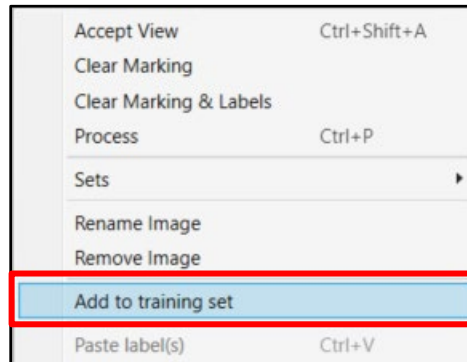 Accept View Ctrl+Shift+A
Clear Marking
Clear Marking & Labels
Process Ctrl+P
Sets
Rename Image
Remove Image
Add to training set
Paste label(s) Ctrl+V